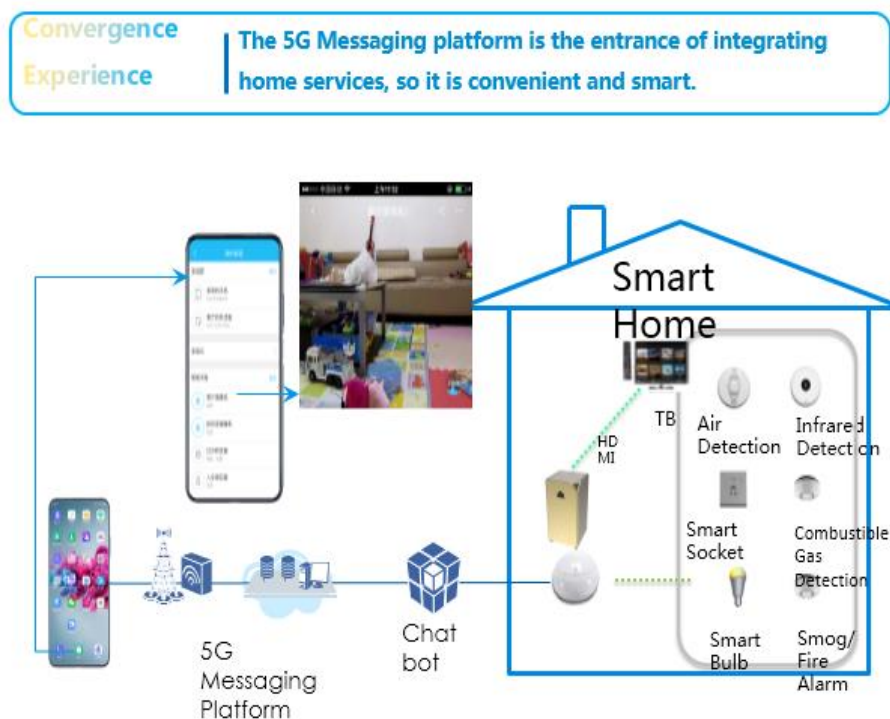 Convergence
Experience
The 5G Messaging platform is the entrance of integrating
home services, so it is convenient and smart.
Smart
Home
TB
HD
MI
Air
Detection
Infrared
Detection
Smart
Socket
Combustible
Gas
Detection
Smart
Bulb
Smog/
Fire
Alarm
Chat
bot
5G
Messaging
Platform